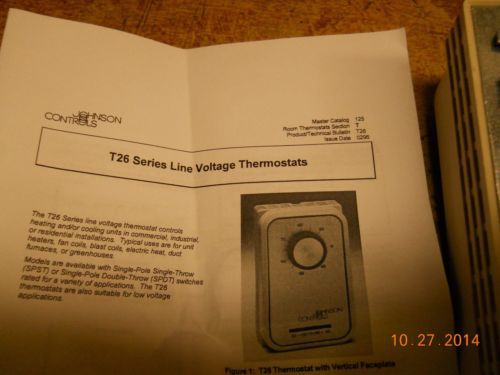 JOHNSON
CONTROLS
Master Catalog 125
Room Thermostats Section T
Product/Technical Bulletin T26
Issue Date 0296
T26 Series Line Voltage Thermostats
The T26 Series line voltage thermostat controls
heating and/or cooling units in commercial, industrial,
or residential installations. Typical uses are for unit
heaters, fan coils, blast coils, electric heat, duct
furnaces, or greenhouses.
Models are available with Single-Pole Single-Throw
(SPST) or Single-Pole Double-Throw (SPDT) switches
rated for a variety of applications. The T26
thermostats are also suitable for low voltage
applications.
JOHNSON
CONTROLS
Figure 1: T26 Thermostat with Vertical Faceplate
10.27.2014